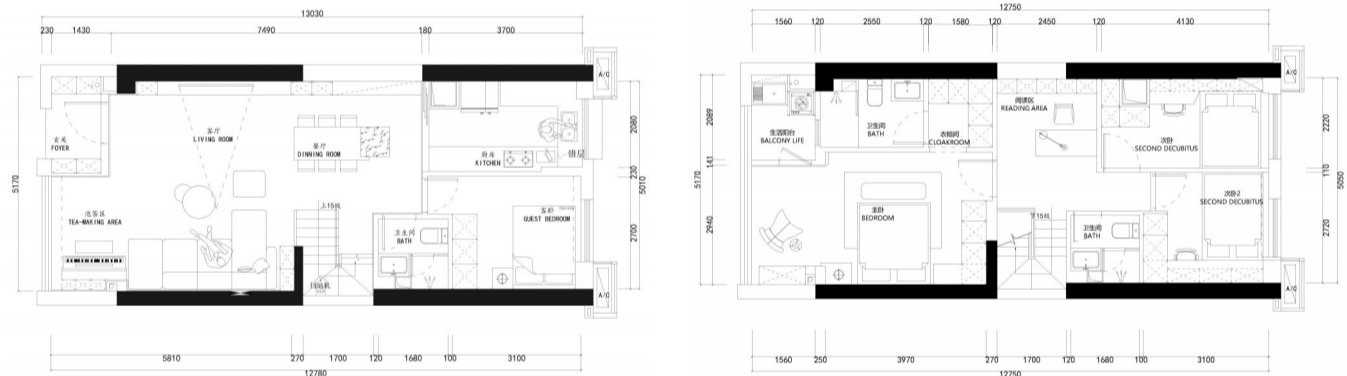 13030
230
1430
7490
180
3700
A/C
玄关
FOYER
客厅
LIVING ROOM
餐厅
DINNING ROOM
厨房
KITCHEN
错层
2080
230
5010
2700
5170
泡茶区
TEA-MAKING AREA
上15级
卫生间
BATH
客卧
GUEST BEDROOM
扫地机
A/C
5810
270
1700
120
1680
100
3100
12780
12750
1560
120
2550
120
1580
120
2450
120
4130
A/C
生活阳台
BALCONY LIFE
卫生间
BATH
衣帽间
CLOAKROOM
阅读区
READING AREA
次卧
SECOND DECUBITUS
2089
141
5170
2940
2220
110
5050
2720
主卧
BEDROOM
下15级
卫生间
BATH
次卧2
SECOND DECUBITUS
A/C
1560
250
3970
270
1700
120
1680
100
3100
12750